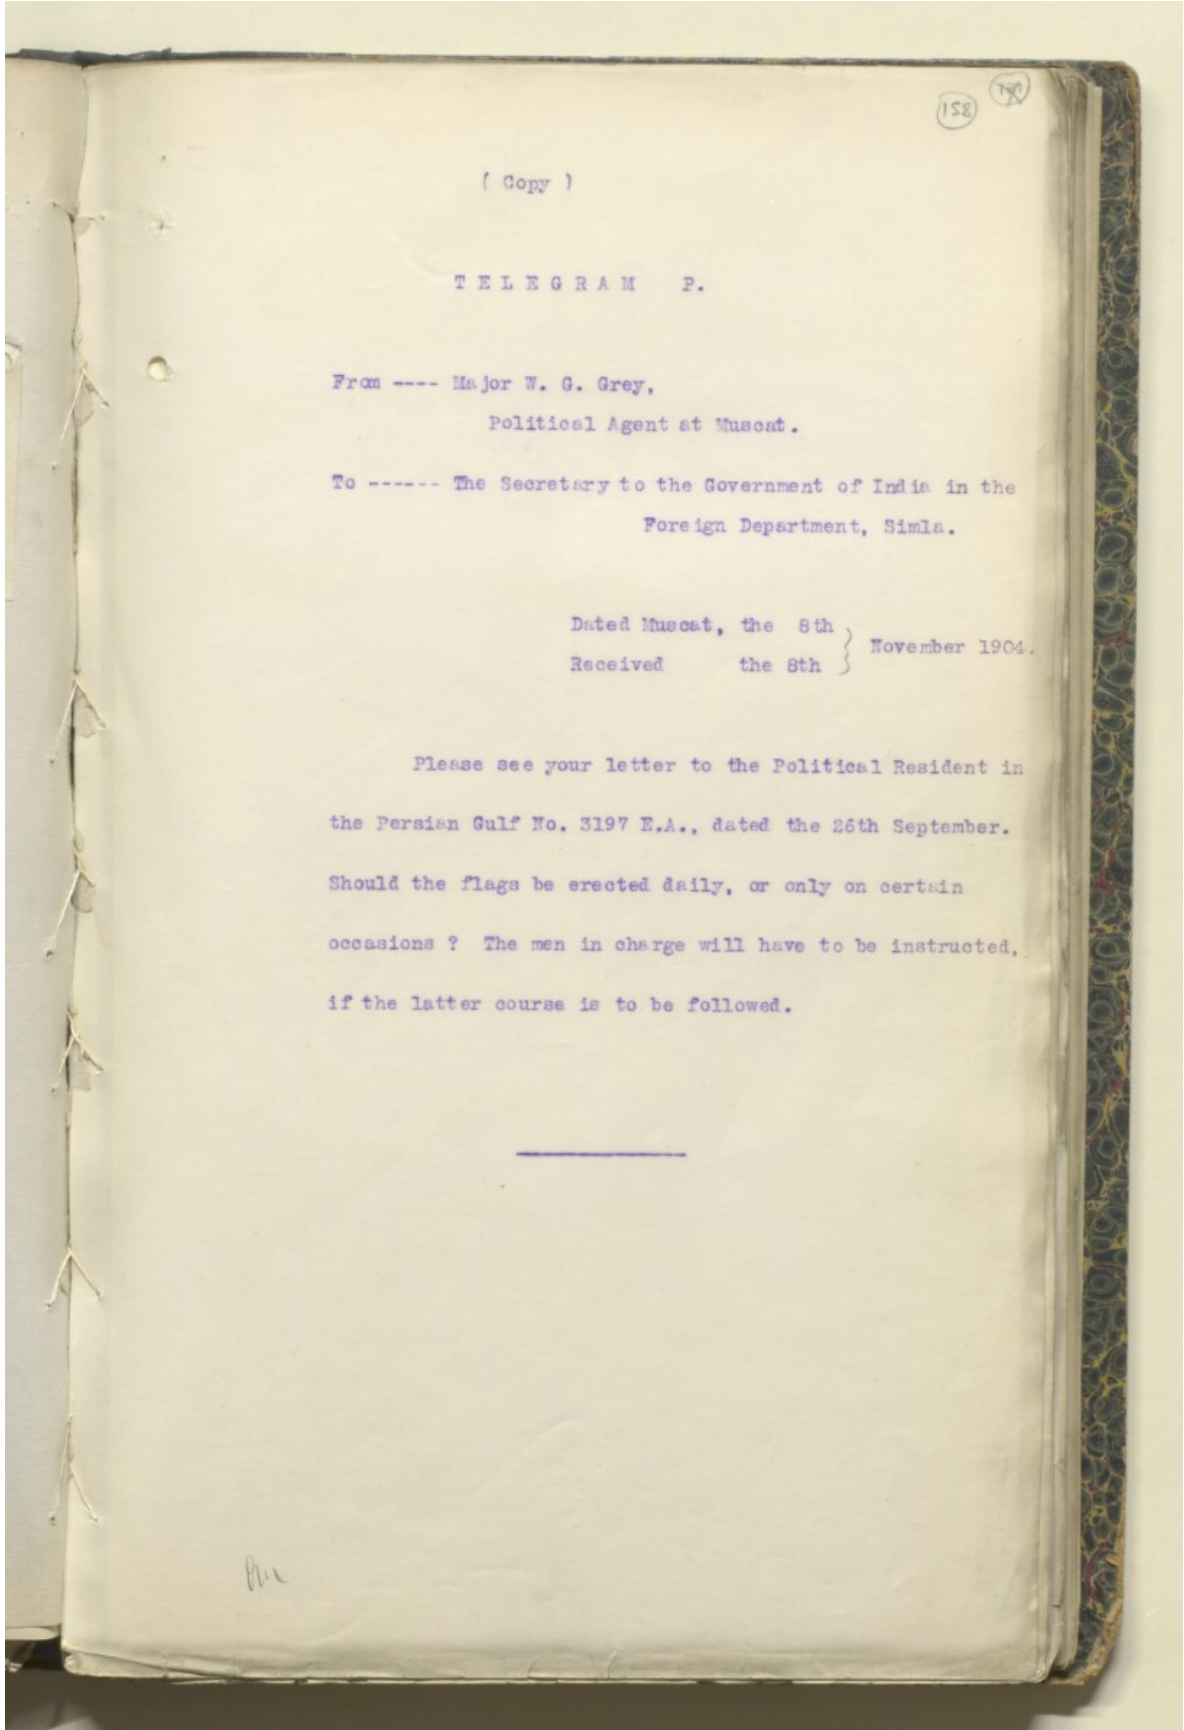 158
( Copy )
TELEGRAM P.
From ---- Major W. G. Grey,
Political Agent at Muscat.
To ------ The Secretary to the Government of India in the
Foreign Department, Simla.
Dated Muscat, the 8th
Received the 8th
November 1904.
Please see your letter to the Political Resident in
the Persian Gulf No. 3197 E.A., dated the 26th September.
Should the flags be erected daily, or only on certain
occasions ? The men in charge will have to be instructed,
if the latter course is to be followed.